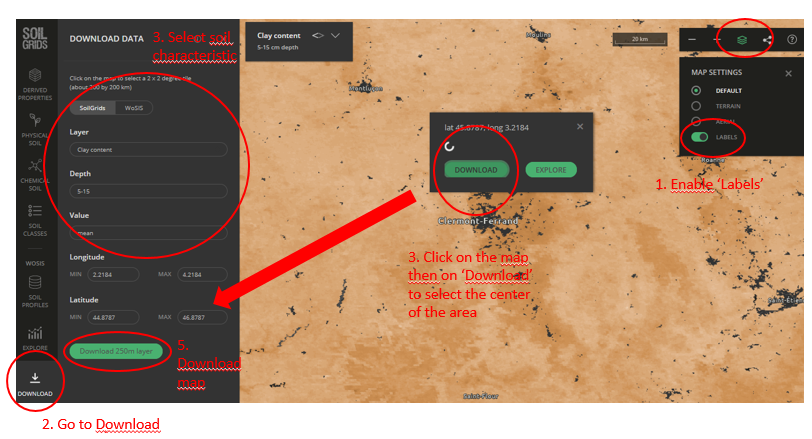 SOIL
GRIDS
DERIVED
PROPERTIES
PHYSICAL
SOIL
CHEMICAL
SOIL
SOIL
CLASSES
WOSIS
SOIL
PROFILES
EXPLORE
DOWNLOAD
2. Go to Download
DOWNLOAD DATA
3. Select soil
characteristic
Click on the map to select a 2 x 2 degree tile
(about 200 by 200 km)
SoilGrids WoSIS
Layer
Clay content
Depth
5-15
Value
mean
Longitude
MIN 2.2184 MAX 4.2184
Latitude
MIN 44.8787 MAX 46.8787
Download 250m layer
5.
Download
map
Clay content
5-15 cm depth
Moulins
Montluçon
lat 45.8787, long 3.2184
DOWNLOAD EXPLORE
Clermont-Ferrand
3. Click on the map
then on ‘Download’
to select the center
of the area
Saint-Flour
20 km
MAP SETTINGS
DEFAULT
TERRAIN
AERIAL
LABELS
Roanne
1. Enable ‘Labels’